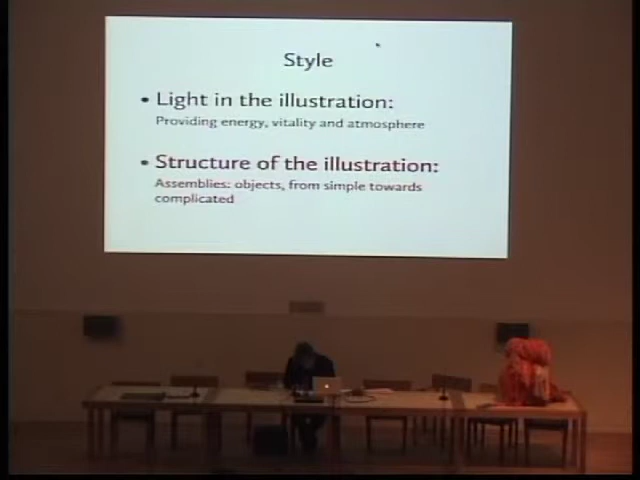 Style
• Light in the illustration:
Providing energy, vitality and atmosphere
• Structure of the illustration:
Assemblies: objects, from simple towards
complicated